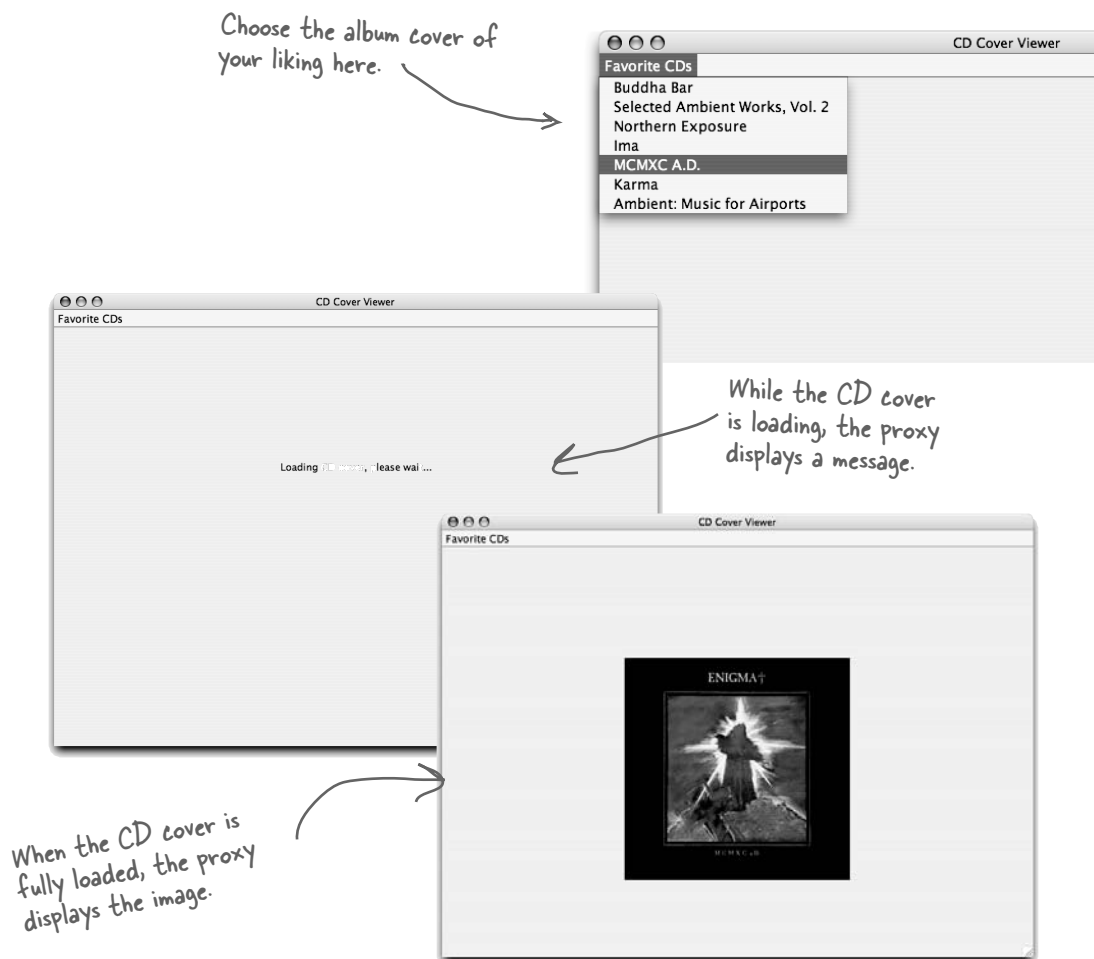 Choose the album cover of
your liking here.
CD Cover Viewer
Favorite CDs
Buddha Bar
Selected Ambient Works, Vol. 2
Northern Exposure
Ima
MCMXC A.D.
Karma
Ambient: Music for Airports
CD Cover Viewer
Favorite CDs
Loading
While the CD cover
is loading, the proxy
displays a message.
CD Cover Viewer
Favorite CDs
ENIGMA†
MCMXC a.D.
When the CD cover is
fully loaded, the proxy
displays the image.